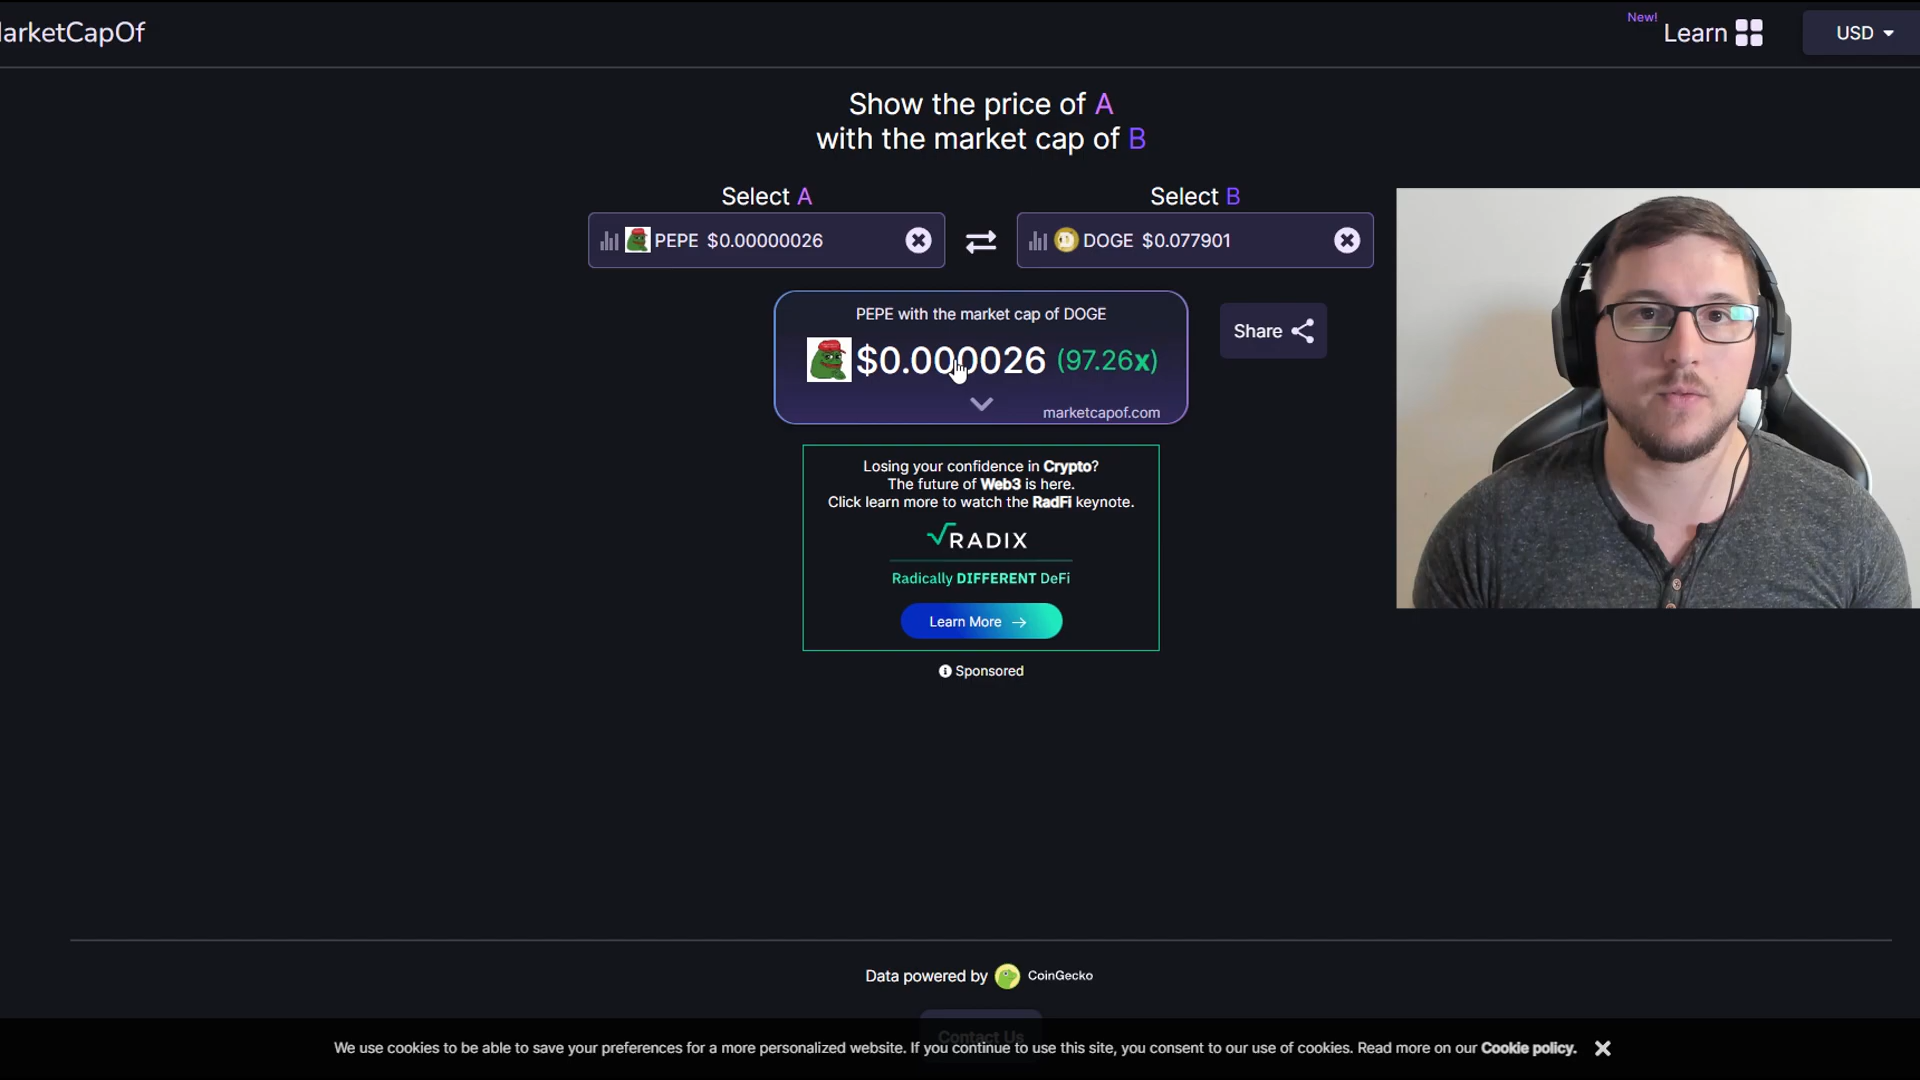 arketCapOf
New!
Learn
USD
Show the price of A
with the market cap of B
Select A
Select B
PEPE $0.00000026
DOGE $0.077901
PEPE with the market cap of DOGE
$0.000026 (97.26x)
marketcapof.com
Share
Losing your confidence in Crypto?
The future of Web3 is here.
Click learn more to watch the RadFi keynote.
RADIX
Radically DIFFERENT DeFi
Learn More →
Sponsored
Data powered by CoinGecko
Contact Us
We use cookies to be able to save your preferences for a more personalized website. If you continue to use this site, you consent to our use of cookies. Read more on our Cookie policy.